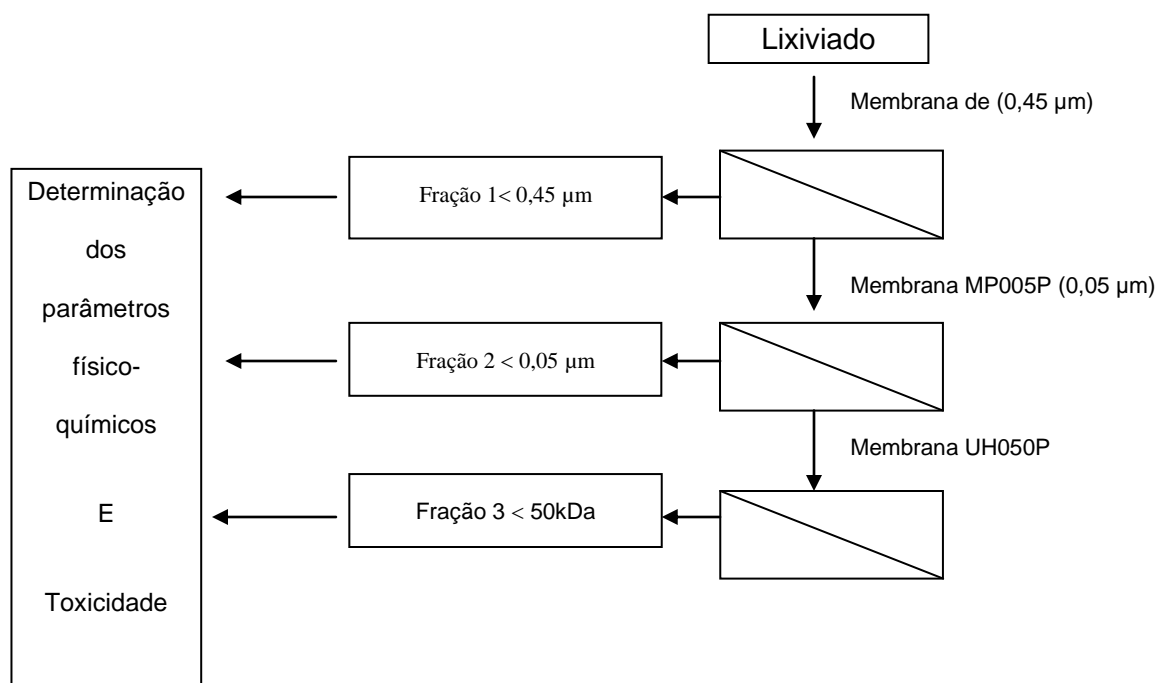 Lixiviado
Membrana de (0,45 µm)
Fração 1< 0,45 µm
Membrana MP005P (0,05 µm)
Fração 2 < 0,05 µm
Membrana UH050P
Fração 3 < 50kDa
Determinação
dos
parâmetros
físico-
químicos
E
Toxicidade